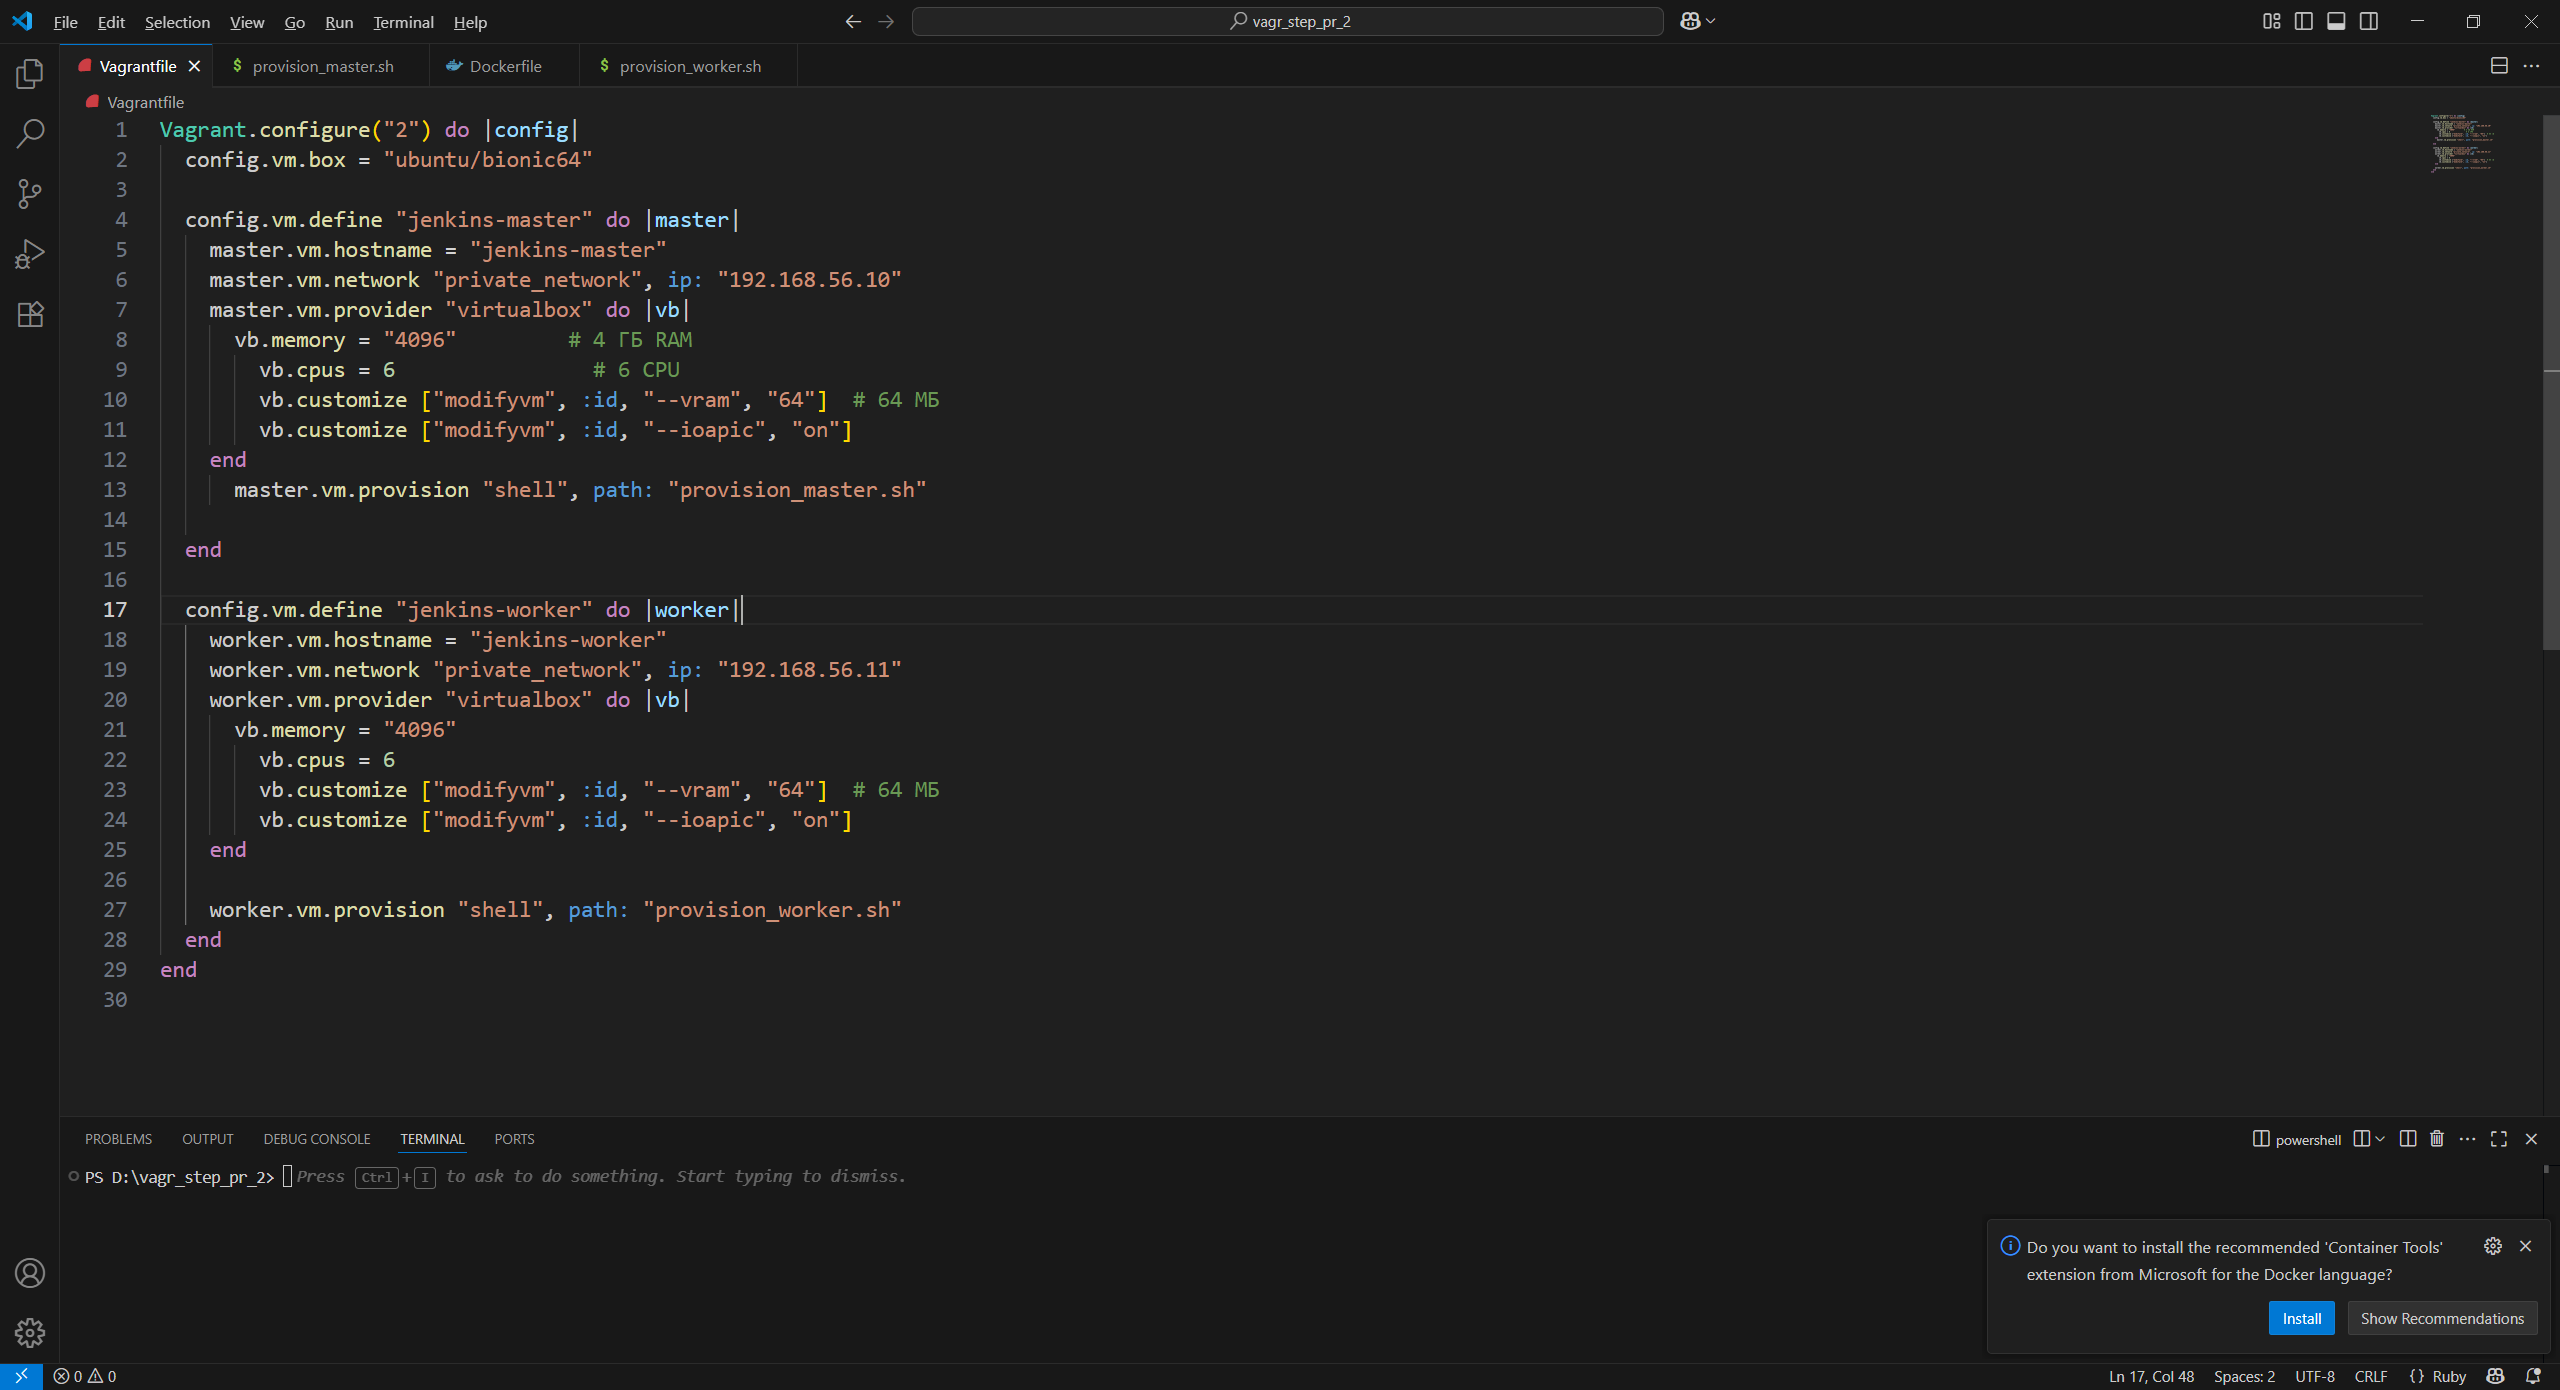 File Edit Selection View Go Run Terminal Help
vagr_step_pr_2
Vagrantfile provision_master.sh Dockerfile provision_worker.sh
Vagrantfile
1 Vagrant.configure("2") do |config|
2 config.vm.box = "ubuntu/bionic64"
3
4 config.vm.define "jenkins-master" do |master|
5 master.vm.hostname = "jenkins-master"
6 master.vm.network "private_network", ip: "192.168.56.10"
7 master.vm.provider "virtualbox" do |vb|
8 vb.memory = "4096" # 4 ГБ RAM
9 vb.cpus = 6 # 6 CPU
10 vb.customize ["modifyvm", :id, "--vram", "64"] # 64 МБ
11 vb.customize ["modifyvm", :id, "--ioapic", "on"]
12 end
13 master.vm.provision "shell", path: "provision_master.sh"
14
15 end
16
17 config.vm.define "jenkins-worker" do |worker|
18 worker.vm.hostname = "jenkins-worker"
19 worker.vm.network "private_network", ip: "192.168.56.11"
20 worker.vm.provider "virtualbox" do |vb|
21 vb.memory = "4096"
22 vb.cpus = 6
23 vb.customize ["modifyvm", :id, "--vram", "64"] # 64 МБ
24 vb.customize ["modifyvm", :id, "--ioapic", "on"]
25 end
26
27 worker.vm.provision "shell", path: "provision_worker.sh"
28 end
29 end
30
PROBLEMS OUTPUT DEBUG CONSOLE TERMINAL PORTS
powershell
PS D:\vagr_step_pr_2> Press Ctrl+I to ask to do something. Start typing to dismiss.
Do you want to install the recommended 'Container Tools'
extension from Microsoft for the Docker language?
Install Show Recommendations
0 0 Ln 17, Col 48 Spaces: 2 UTF-8 CRLF {} Ruby